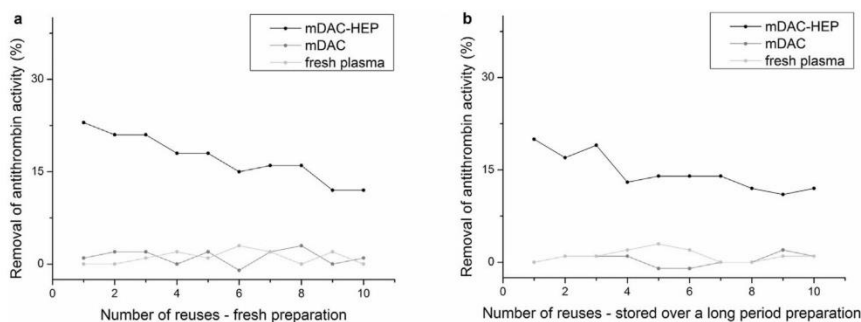 a
mDAC-HEP
mDAC
fresh plasma
Removal of antithrombin activity (%)
30
15
0
0 2 4 6 8 10
Number of reuses - fresh preparation
b
mDAC-HEP
mDAC
fresh plasma
Removal of antithrombin activity (%)
30
15
0
0 2 4 6 8 10
Number of reuses - stored over a long period preparation